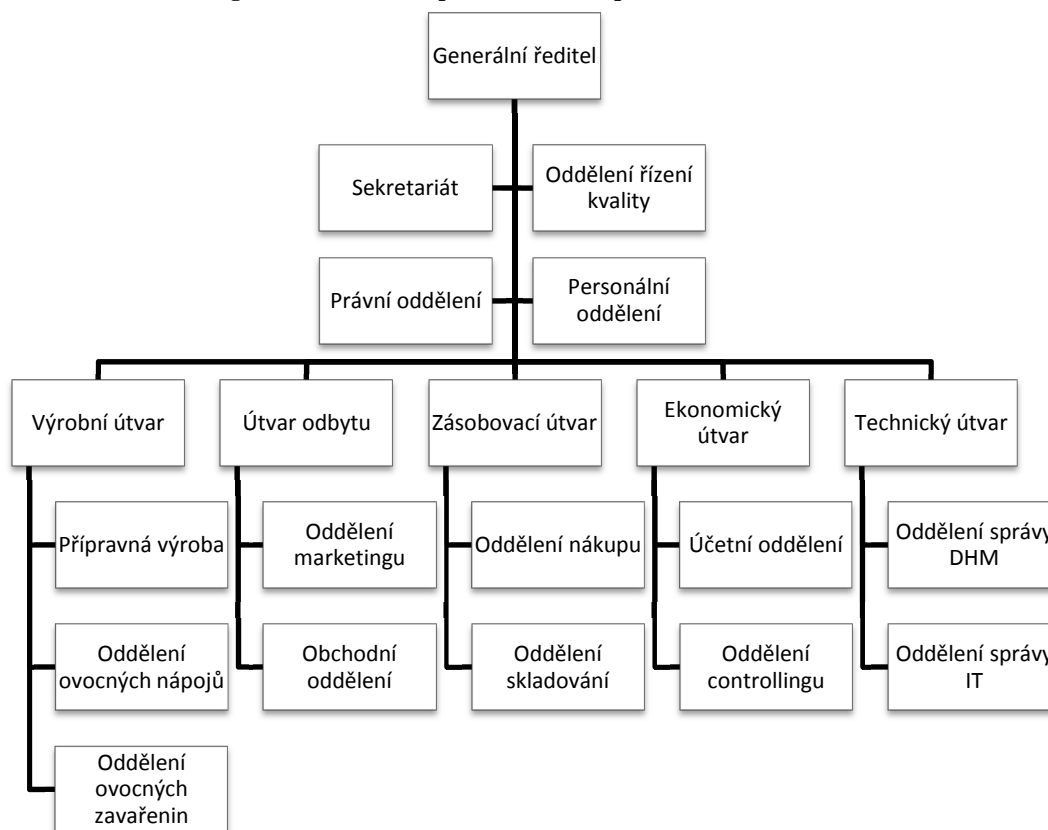 Generální ředitel
Sekretariát
Oddělení řízení
kvality
Právní oddělení
Personální
oddělení
Výrobní útvar
Útvar odbytu
Zásobovací útvar
Ekonomický
útvar
Technický útvar
Přípravná výroba
Oddělení
marketingu
Oddělení nákupu
Účetní oddělení
Oddělení správy
DHM
Oddělení
ovocných nápojů
Obchodní
oddělení
Oddělení
skladování
Oddělení
controllingu
Oddělení správy
IT
Oddělení
ovocných
zavařenin